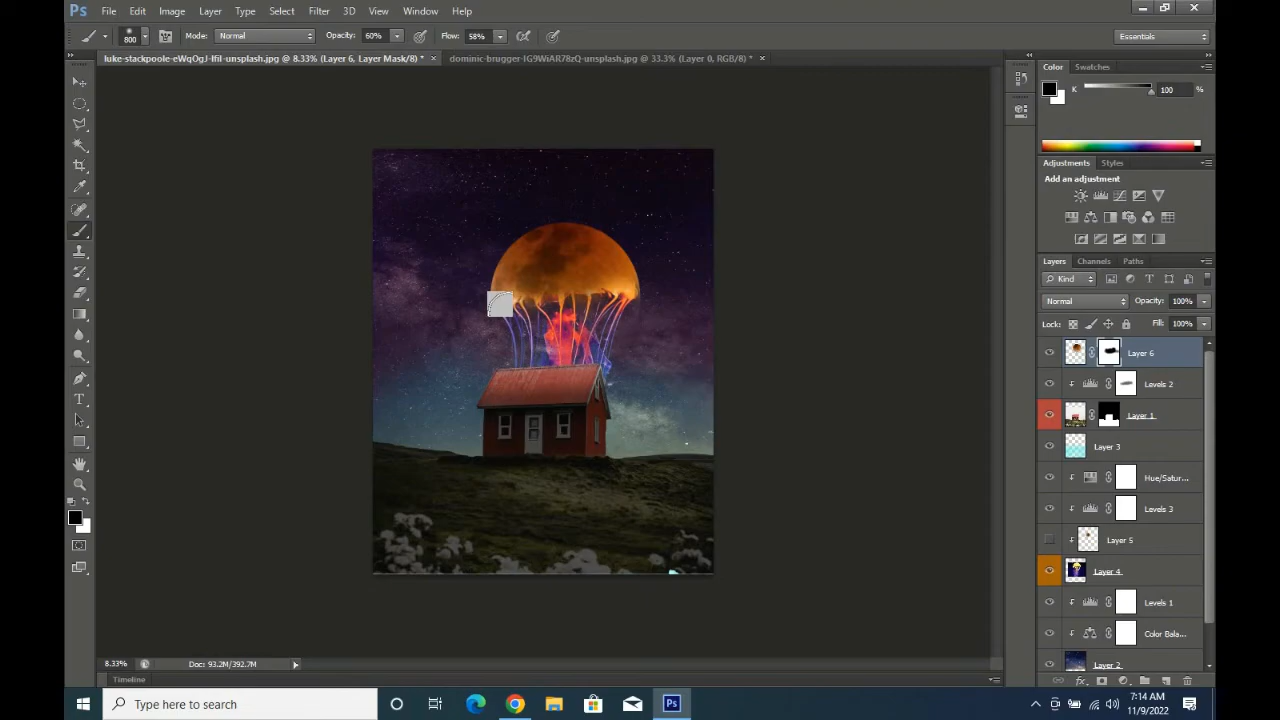 Ps File Edit Image Layer Type Select Filter 3D View Window Help
800 Mode: Normal Opacity: 60% Flow: 58% Essentials
luke-stackpoole-eWqOgJ-lfiI-unsplash.jpg @ 8.33% (Layer 6, Layer Mask/8) * × dominic-brugger-IG9WiAR78zQ-unsplash.jpg @ 33.3% (Layer 0, RGB/8) * ×
Color Swatches
K 100 %
Adjustments Styles
Add an adjustment
Layers Channels Paths
Kind
Normal Opacity: 100%
Lock: Fill: 100%
Layer 6
Levels 2
Layer 1
Layer 3
Hue/Satur...
Levels 3
Layer 5
Layer 4
Levels 1
Color Bala...
Layer 2
8.33% Doc: 93.2M/392.7M
Timeline
Type here to search
Ps
7:14 AM
11/9/2022